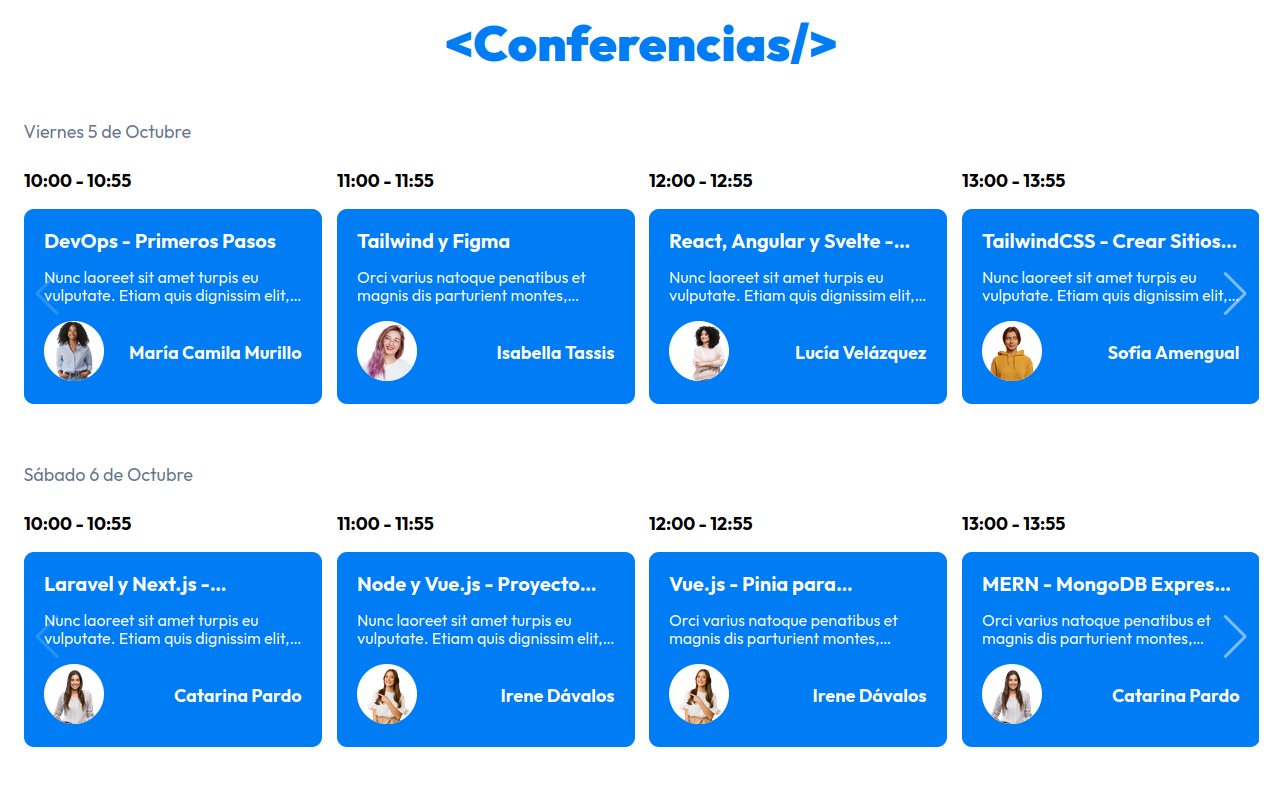 <Conferencias/>
Viernes 5 de Octubre
10:00 - 10:55
DevOps - Primeros Pasos
Nunc laoreet sit amet turpis eu
vulputate. Etiam quis dignissim elit,...
María Camila Murillo
11:00 - 11:55
Tailwind y Figma
Orci varius natoque penatibus et
magnis dis parturient montes,...
Isabella Tassis
12:00 - 12:55
React, Angular y Svelte -...
Nunc laoreet sit amet turpis eu
vulputate. Etiam quis dignissim elit,...
Lucía Velázquez
13:00 - 13:55
TailwindCSS - Crear Sitios...
Nunc laoreet sit amet turpis eu
vulputate. Etiam quis dignissim elit,...
Sofía Amengual
Sábado 6 de Octubre
10:00 - 10:55
Laravel y Next.js -...
Nunc laoreet sit amet turpis eu
vulputate. Etiam quis dignissim elit,...
Catarina Pardo
11:00 - 11:55
Node y Vue.js - Proyecto...
Nunc laoreet sit amet turpis eu
vulputate. Etiam quis dignissim elit,...
Irene Dávalos
12:00 - 12:55
Vue.js - Pinia para...
Orci varius natoque penatibus et
magnis dis parturient montes,...
Irene Dávalos
13:00 - 13:55
MERN - MongoDB Expres...
Orci varius natoque penatibus et
magnis dis parturient montes,...
Catarina Pardo